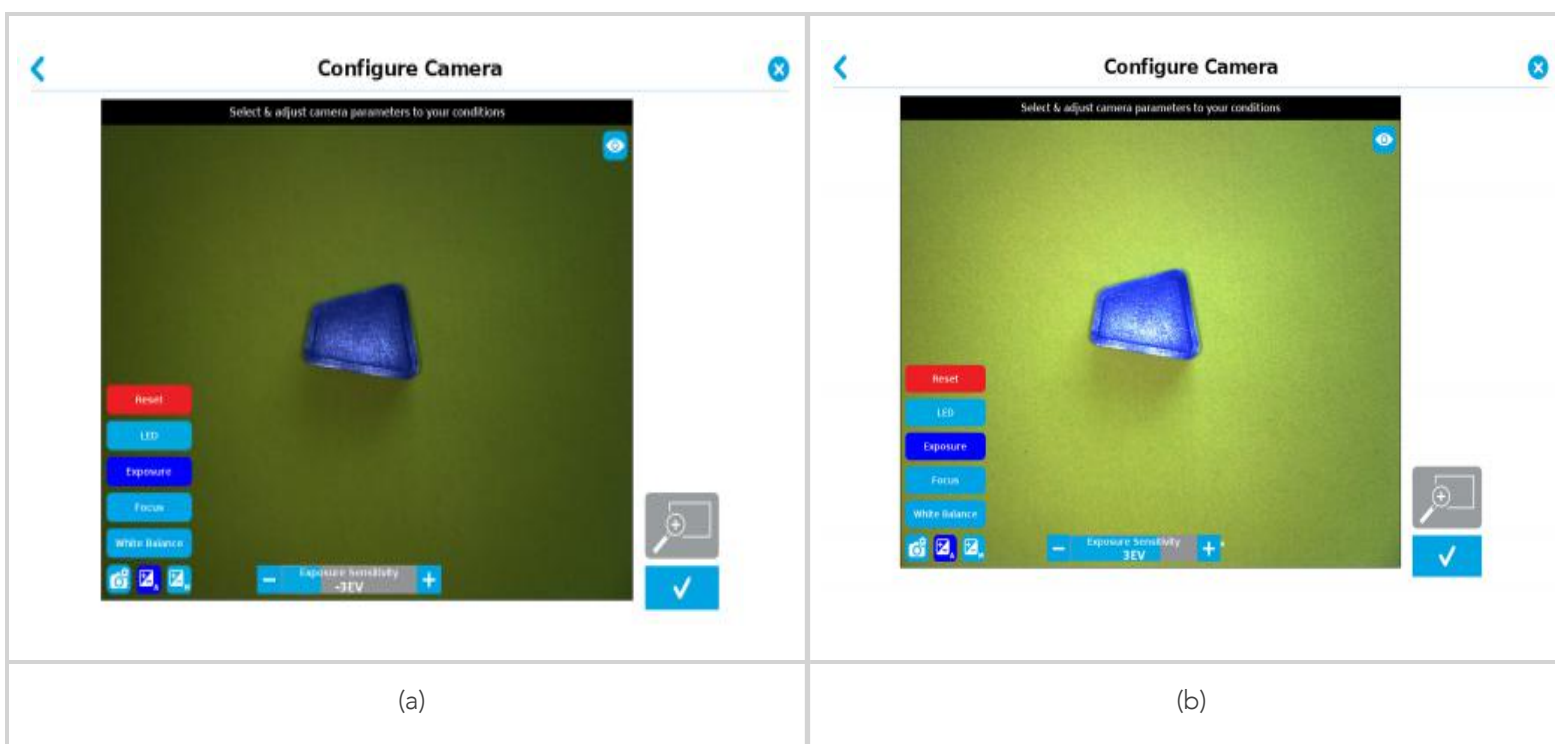 Configure Camera
Select & adjust camera parameters to your conditions
Reset
LED
Exposure
Focus
White Balance
A
M
Exposure Sensitivity
-3EV
(a)
Configure Camera
Select & adjust camera parameters to your conditions
Reset
LED
Exposure
Focus
White Balance
A
M
Exposure Sensitivity
3EV
(b)